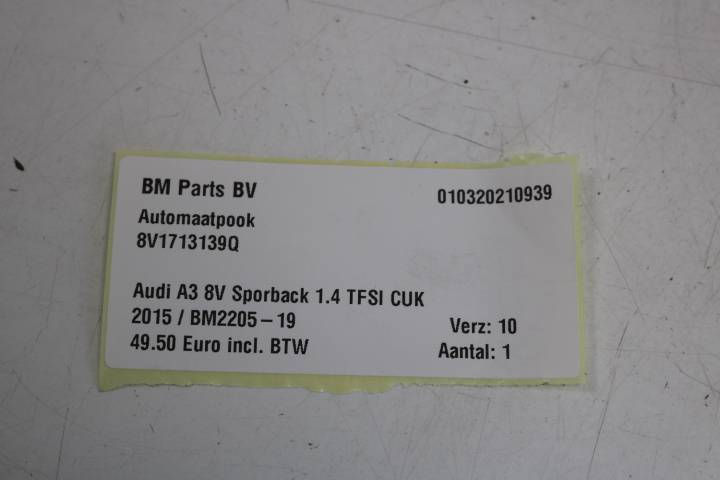 BM Parts BV 010320210939
Automaatpook
8V1713139Q
Audi A3 8V Sporback 1.4 TFSI CUK
2015 / BM2205-19 Verz: 10
49.50 Euro incl. BTW Aantal: 1